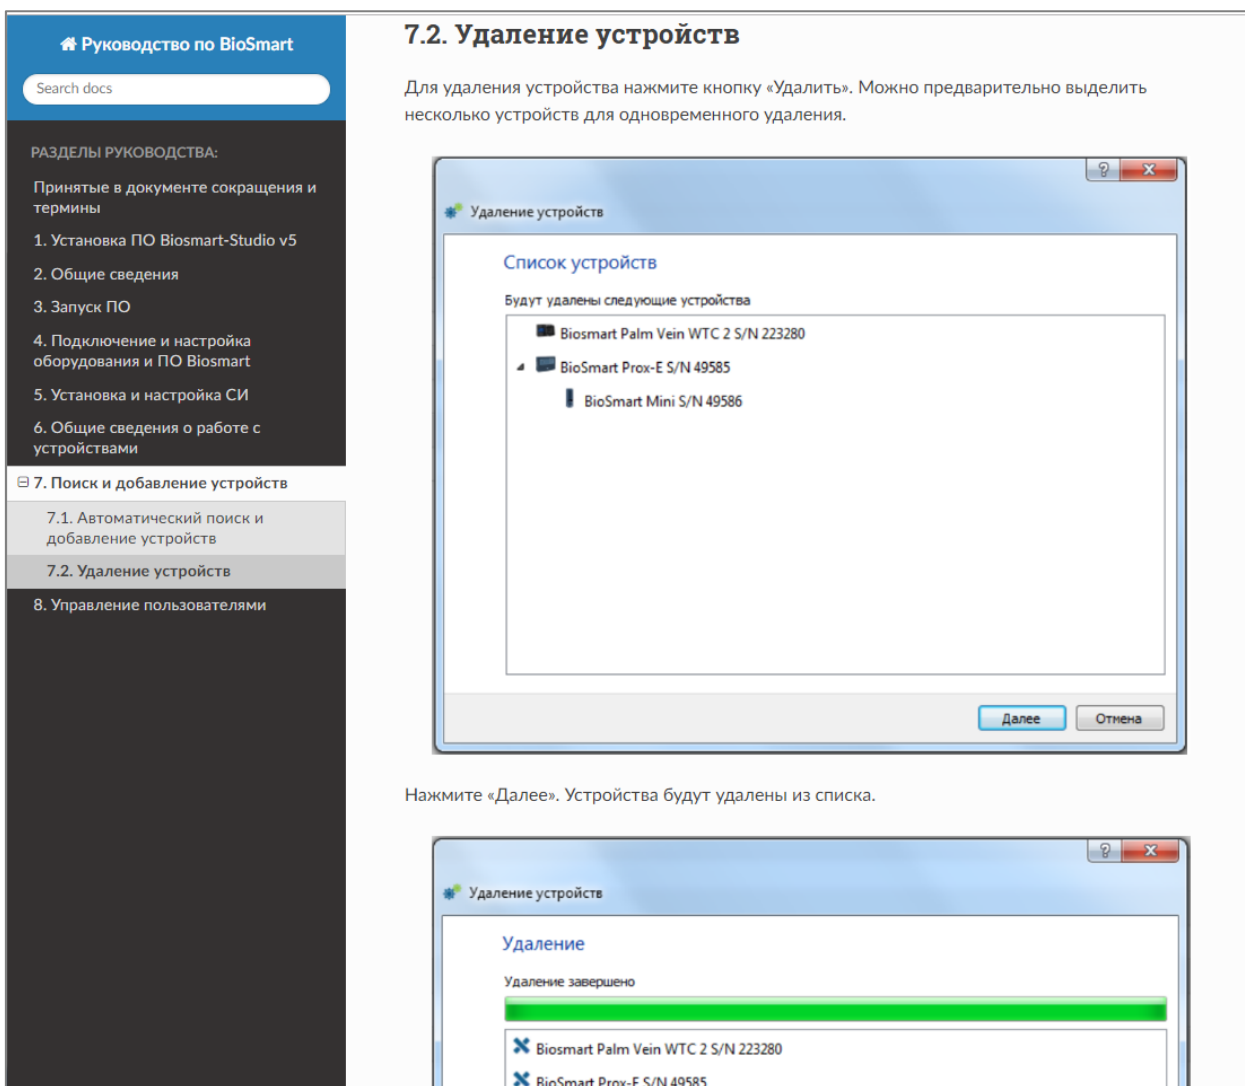 Руководство по BioSmart
Search docs
РАЗДЕЛЫ РУКОВОДСТВА:
Принятые в документе сокращения и
термины
1. Установка ПО Biosmart-Studio v5
2. Общие сведения
3. Запуск ПО
4. Подключение и настройка
оборудования и ПО Biosmart
5. Установка и настройка СИ
6. Общие сведения о работе с
устройствами
7. Поиск и добавление устройств
7.1. Автоматический поиск и
добавление устройств
7.2. Удаление устройств
8. Управление пользователями
7.2. Удаление устройств
Для удаления устройства нажмите кнопку «Удалить». Можно предварительно выделить
несколько устройств для одновременного удаления.
?
Удаление устройств
Список устройств
Будут удалены следующие устройства
Biosmart Palm Vein WTC 2 S/N 223280
BioSmart Prox-E S/N 49585
BioSmart Mini S/N 49586
Далее
Отмена
Нажмите «Далее». Устройства будут удалены из списка.
?
Удаление устройств
Удаление
Удаление завершено
Biosmart Palm Vein WTC 2 S/N 223280
BioSmart Prox-E S/N 49585